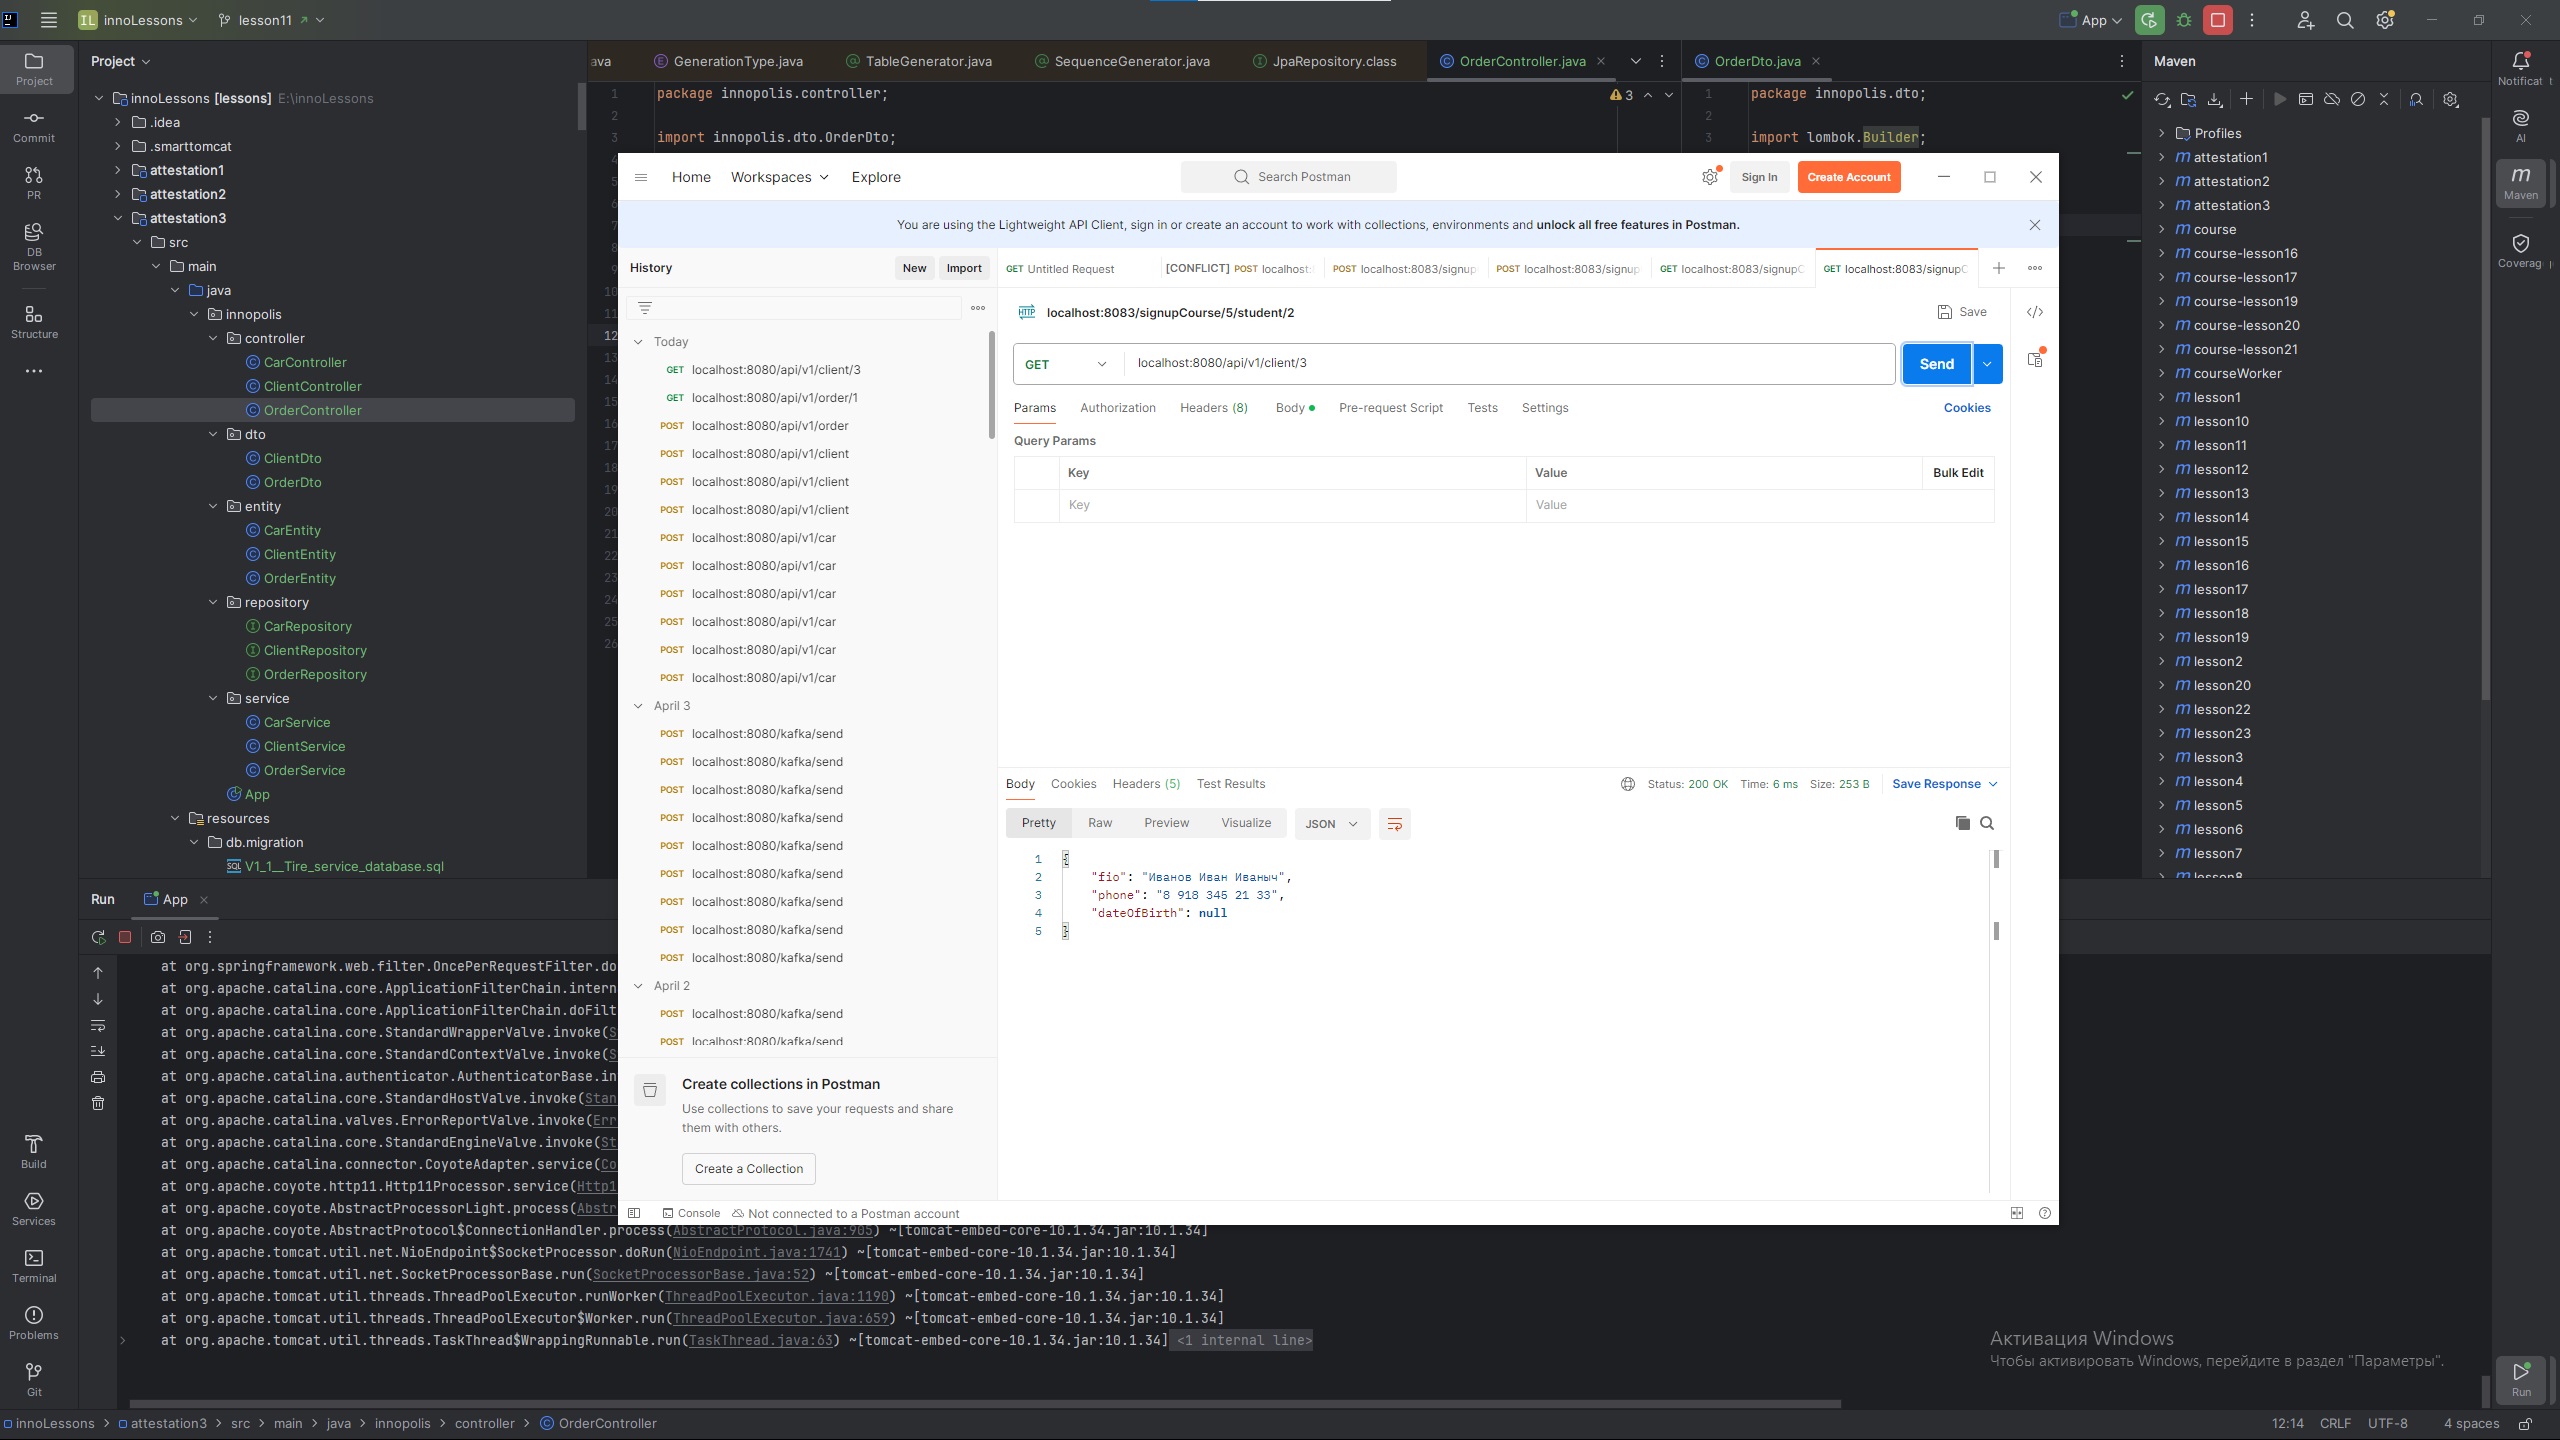 IL innoLessons lesson11 App
Project
Commit
PR
DB
Browser
Structure
Build
Services
Terminal
Problems
Git
Project
innoLessons [lessons] E:\innoLessons
.idea
.smarttomcat
attestation1
attestation2
attestation3
src
main
java
innopolis
controller
CarController
ClientController
OrderController
dto
ClientDto
OrderDto
entity
CarEntity
ClientEntity
OrderEntity
repository
CarRepository
ClientRepository
OrderRepository
service
CarService
ClientService
OrderService
App
resources
db.migration
V1_1__Tire_service_database.sql
ava GenerationType.java TableGenerator.java SequenceGenerator.java JpaRepository.class OrderController.java OrderDto.java
1 package innopolis.controller; 3
2
3 import innopolis.dto.OrderDto;
4
5
6
7
8
9
10
11
12
13
14
15
16
17
18
19
20
21
22
23
24
25
26
1 package innopolis.dto;
2
3 import lombok.Builder;
Home Workspaces Explore Search Postman Sign In Create Account
You are using the Lightweight API Client, sign in or create an account to work with collections, environments and unlock all free features in Postman.
History New Import
Today
GET localhost:8080/api/v1/client/3
GET localhost:8080/api/v1/order/1
POST localhost:8080/api/v1/order
POST localhost:8080/api/v1/client
POST localhost:8080/api/v1/client
POST localhost:8080/api/v1/client
POST localhost:8080/api/v1/car
POST localhost:8080/api/v1/car
POST localhost:8080/api/v1/car
POST localhost:8080/api/v1/car
POST localhost:8080/api/v1/car
POST localhost:8080/api/v1/car
April 3
POST localhost:8080/kafka/send
POST localhost:8080/kafka/send
POST localhost:8080/kafka/send
POST localhost:8080/kafka/send
POST localhost:8080/kafka/send
POST localhost:8080/kafka/send
POST localhost:8080/kafka/send
POST localhost:8080/kafka/send
POST localhost:8080/kafka/send
April 2
POST localhost:8080/kafka/send
POST localhost:8080/kafka/send
Create collections in Postman
Use collections to save your requests and share
them with others.
Create a Collection
GET Untitled Request [CONFLICT] POST localhost: POST localhost:8083/signup POST localhost:8083/signup GET localhost:8083/signupC GET localhost:8083/signupC
HTTP localhost:8083/signupCourse/5/student/2 Save
GET localhost:8080/api/v1/client/3 Send
Params Authorization Headers (8) Body Pre-request Script Tests Settings Cookies
Query Params
Key Value Bulk Edit
Key Value
Body Cookies Headers (5) Test Results Status: 200 OK Time: 6 ms Size: 253 B Save Response
Pretty Raw Preview Visualize JSON
1 {
2 "fio": "Иванов Иван Иваныч",
3 "phone": "8 918 345 21 33",
4 "dateOfBirth": null
5 }
Console Not connected to a Postman account
Maven
Profiles
attestation1
attestation2
attestation3
course
course-lesson16
course-lesson17
course-lesson19
course-lesson20
course-lesson21
courseWorker
lesson1
lesson10
lesson11
lesson12
lesson13
lesson14
lesson15
lesson16
lesson17
lesson18
lesson19
lesson2
lesson20
lesson22
lesson23
lesson3
lesson4
lesson5
lesson6
lesson7
lesson8
Notificat t
AI
Maven
Coverag
Run
Run App
at org.springframework.web.filter.OncePerRequestFilter.do
at org.apache.catalina.core.ApplicationFilterChain.intern
at org.apache.catalina.core.ApplicationFilterChain.doFilt
at org.apache.catalina.core.StandardWrapperValve.invoke(S
at org.apache.catalina.core.StandardContextValve.invoke(S
at org.apache.catalina.authenticator.AuthenticatorBase.in
at org.apache.catalina.core.StandardHostValve.invoke(Stan
at org.apache.catalina.valves.ErrorReportValve.invoke(Err
at org.apache.catalina.core.StandardEngineValve.invoke(St
at org.apache.catalina.connector.CoyoteAdapter.service(Co
at org.apache.coyote.http11.Http11Processor.service(Http1
at org.apache.coyote.AbstractProcessorLight.process(Abstr
at org.apache.coyote.AbstractProtocol$ConnectionHandler.process(AbstractProtocol.java:905) ~[tomcat-embed-core-10.1.34.jar:10.1.34]
at org.apache.tomcat.util.net.NioEndpoint$SocketProcessor.doRun(NioEndpoint.java:1741) ~[tomcat-embed-core-10.1.34.jar:10.1.34]
at org.apache.tomcat.util.net.SocketProcessorBase.run(SocketProcessorBase.java:52) ~[tomcat-embed-core-10.1.34.jar:10.1.34]
at org.apache.tomcat.util.threads.ThreadPoolExecutor.runWorker(ThreadPoolExecutor.java:1190) ~[tomcat-embed-core-10.1.34.jar:10.1.34]
at org.apache.tomcat.util.threads.ThreadPoolExecutor$Worker.run(ThreadPoolExecutor.java:659) ~[tomcat-embed-core-10.1.34.jar:10.1.34]
at org.apache.tomcat.util.threads.TaskThread$WrappingRunnable.run(TaskThread.java:63) ~[tomcat-embed-core-10.1.34.jar:10.1.34] <1 internal line>
Активация Windows
Чтобы активировать Windows, перейдите в раздел "Параметры".
innoLessons > attestation3 > src > main > java > innopolis > controller > OrderController 12:14 CRLF UTF-8 4 spaces